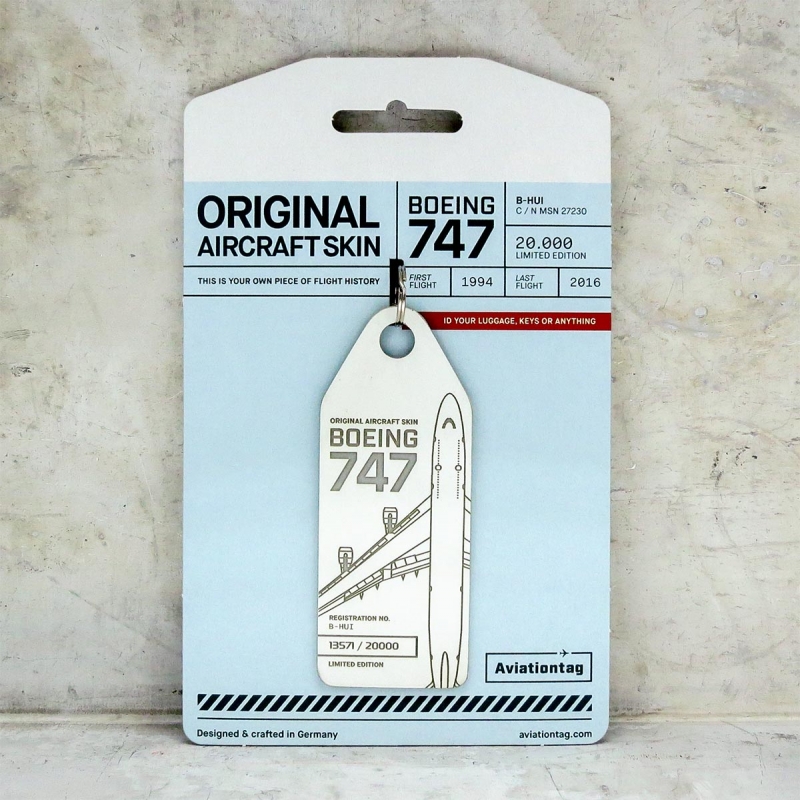 ORIGINAL
AIRCRAFT SKIN
BOEING
747
B-HUI
C / N MSN 27230
20.000
LIMITED EDITION
THIS IS YOUR OWN PIECE OF FLIGHT HISTORY
FIRST
FLIGHT
1994
LAST
FLIGHT
2016
ID YOUR LUGGAGE, KEYS OR ANYTHING
ORIGINAL AIRCRAFT SKIN
BOEING
747
REGISTRATION NO.
B-HUI
13571 / 20000
LIMITED EDITION
Aviationtag
Designed & crafted in Germany
aviationtag.com